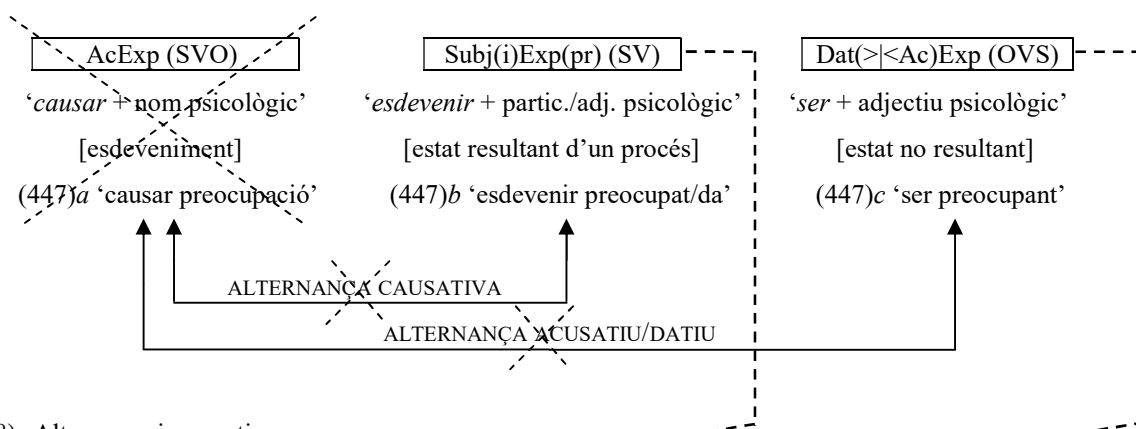 AcExp (SVO) Subj(i)Exp(pr) (SV) Dat(>|<Ac)Exp (OVS)
‘causar + nom psicològic’ ‘esdevenir + partic./adj. psicològic’ ‘ser + adjectiu psicològic’
[esdeveniment] [estat resultant d’un procés] [estat no resultant]
(447)a ‘causar preocupació’ (447)b ‘esdevenir preocupat/da’ (447)c ‘ser preocupant’
ALTERNANÇA CAUSATIVA
ALTERNANÇA ACUSATIU/DATIU